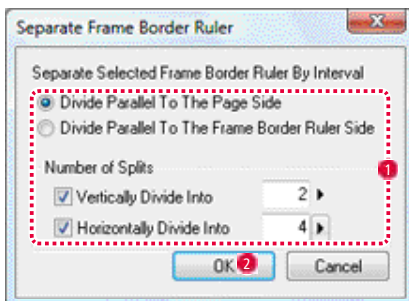 Separate Frame Border Ruler
Separate Selected Frame Border Ruler By Interval
Divide Parallel To The Page Side
Divide Parallel To The Frame Border Ruler Side
Number of Splits
1
Vertically Divide Into 2
Horizontally Divide Into 4
OK 2 Cancel